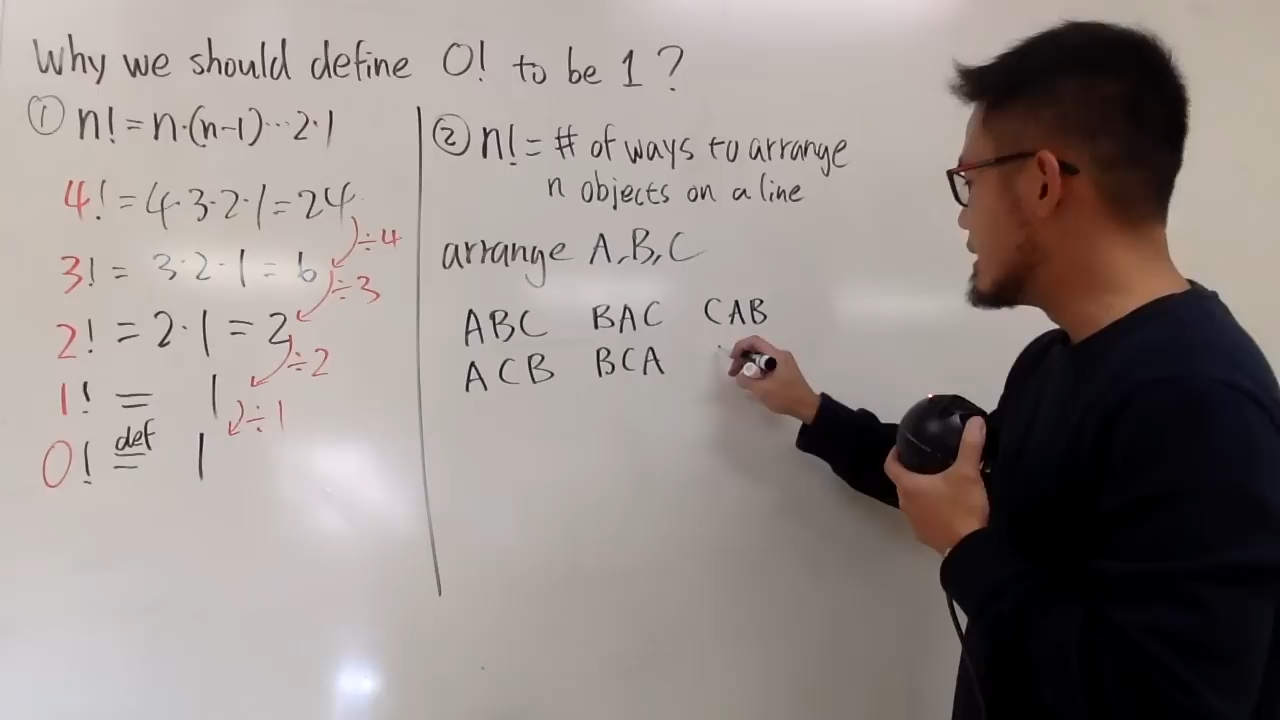 Why we should define 0! to be 1?
① n! = n·(n-1)···2·1
4! = 4·3·2·1 = 24
÷4
3! = 3·2·1 = 6
÷3
2! = 2·1 = 2
÷2
1! = 1
÷1
0! def= 1
② n! = # of ways to arrange
n objects on a line
arrange A,B,C
ABC BAC CAB
ACB BCA